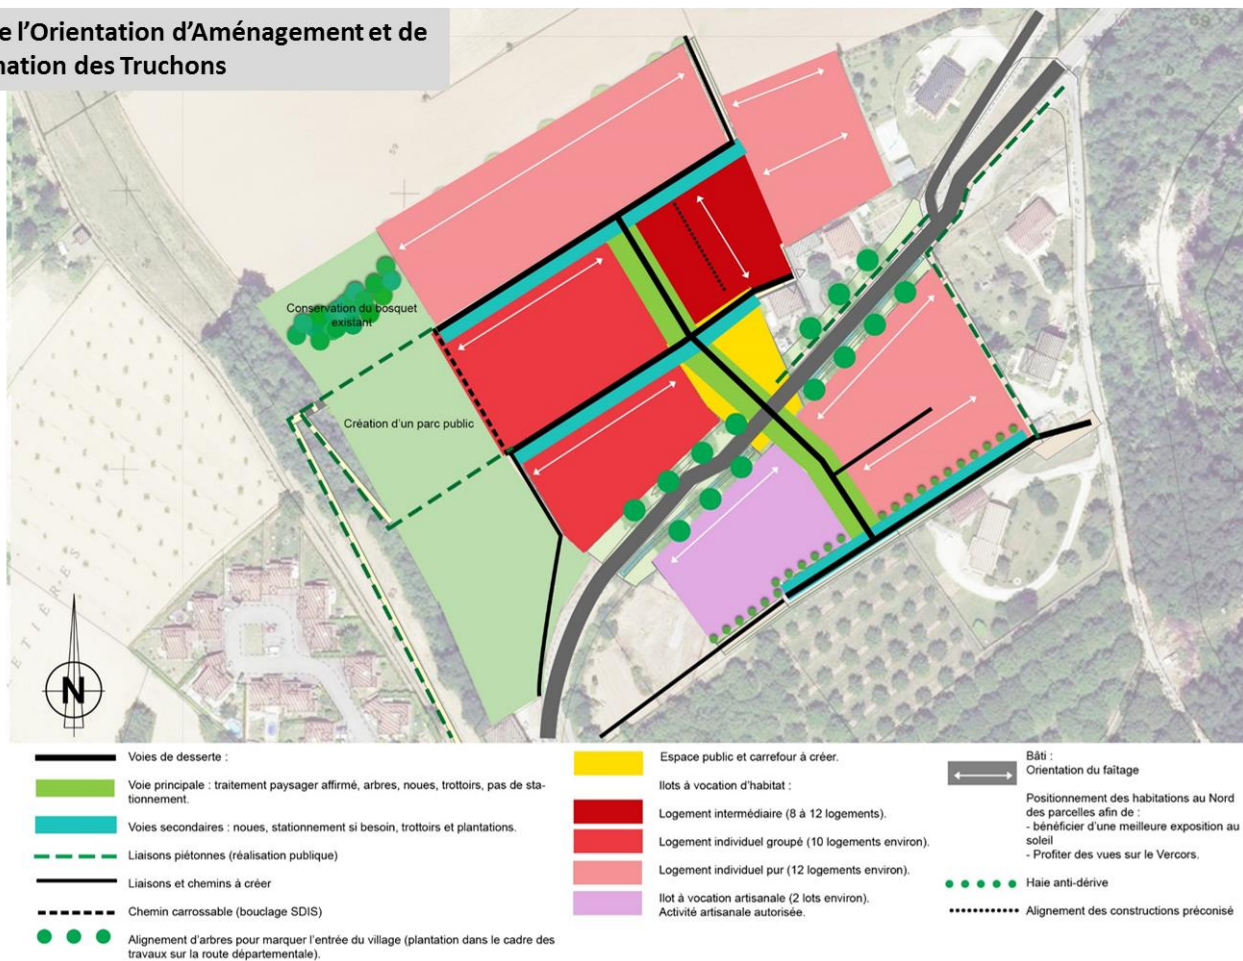 e l’Orientation d’Aménagement et de
nation des Truchons
Conservation du bosquet
existant
Création d’un parc public
N
Voies de desserte :
Voie principale : traitement paysager affirmé, arbres, noues, trottoirs, pas de sta-
tionnement.
Voies secondaires : noues, stationnement si besoin, trottoirs et plantations.
Liaisons piétonnes (réalisation publique)
Liaisons et chemins à créer
Chemin carrossable (bouclage SDIS)
Alignement d’arbres pour marquer l’entrée du village (plantation dans le cadre des
travaux sur la route départementale).
Espace public et carrefour à créer.
Ilots à vocation d’habitat :
Logement intermédiaire (8 à 12 logements).
Logement individuel groupé (10 logements environ).
Logement individuel pur (12 logements environ).
Ilot à vocation artisanale (2 lots environ).
Activité artisanale autorisée.
Bâti :
Orientation du faîtage
Positionnement des habitations au Nord
des parcelles afin de :
- bénéficier d’une meilleure exposition au
soleil
- Profiter des vues sur le Vercors.
Haie anti-dérive
Alignement des constructions préconisé